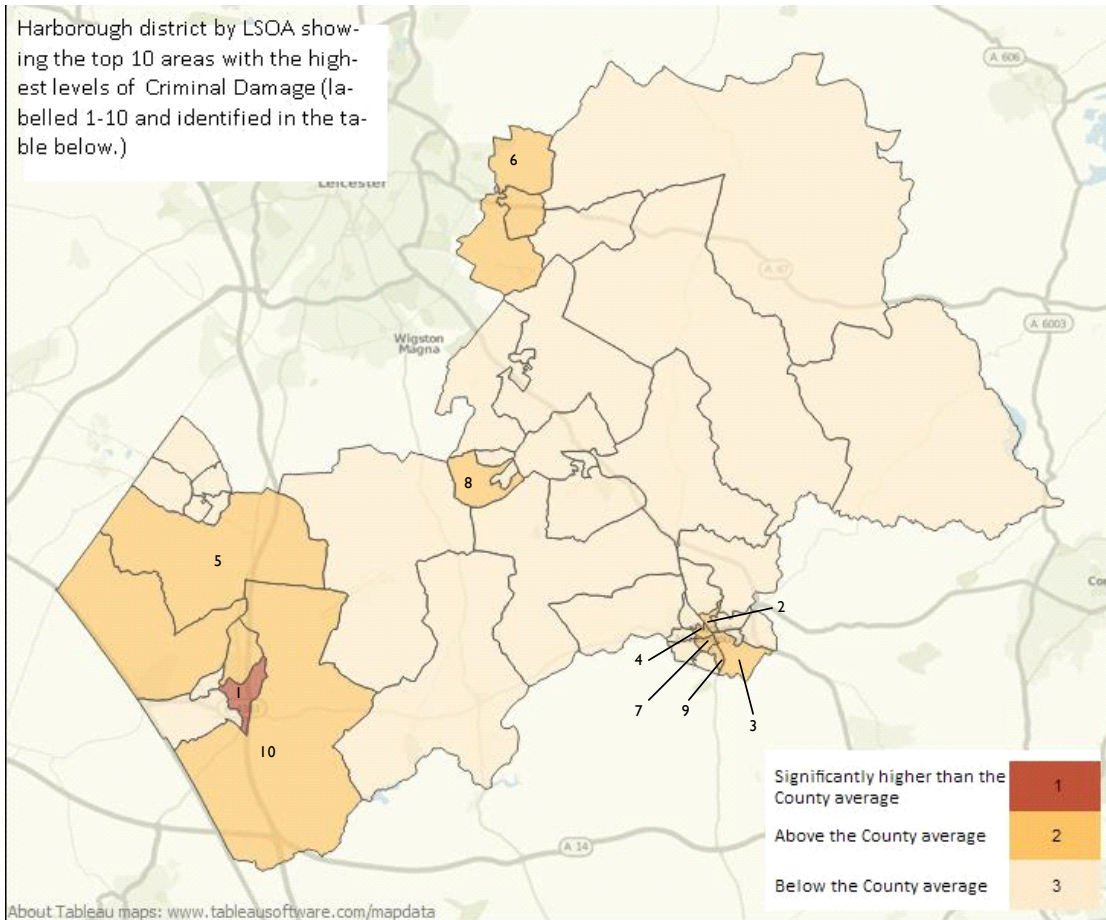 Harborough district by LSOA show-
ing the top 10 areas with the high-
est levels of Criminal Damage (la-
belled 1-10 and identified in the ta-
ble below.)
A 606
6
Leicester
A 47
A 6003
Wigston
Magna
8
5
2
4
7
9
3
1
10
Significantly higher than the
County average
1
Above the County average
2
Below the County average
3
A 14
About Tableau maps: www.tableausoftware.com/mapdata